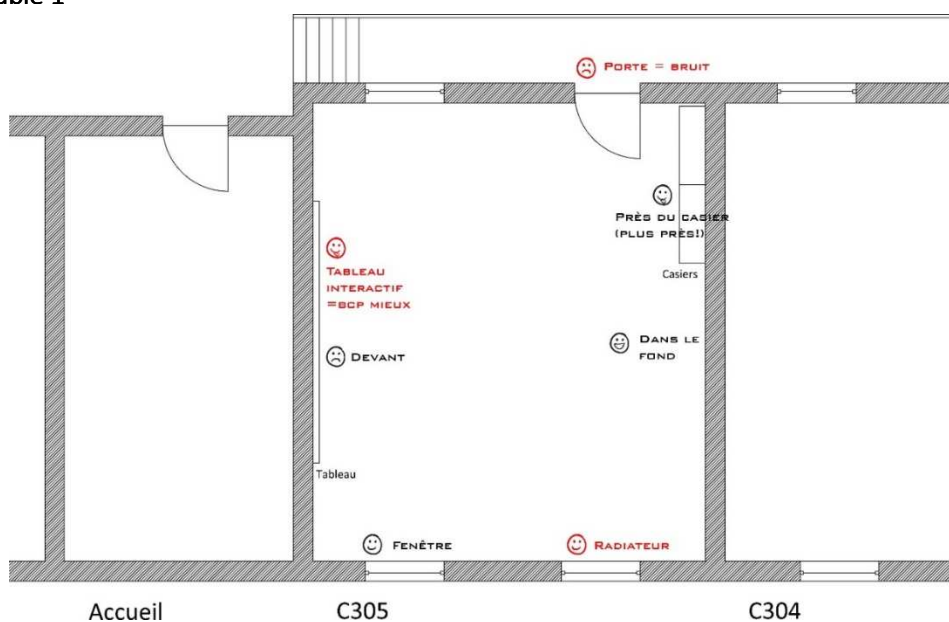 PORTE = BRUIT
PRÈS DU CASIER
(PLUS PRÈS!)
Casiers
TABLEAU
INTERACTIF
=BCP MIEUX
DANS LE
FOND
DEVANT
Tableau
FENÊTRE
RADIATEUR
Accueil
C305
C304